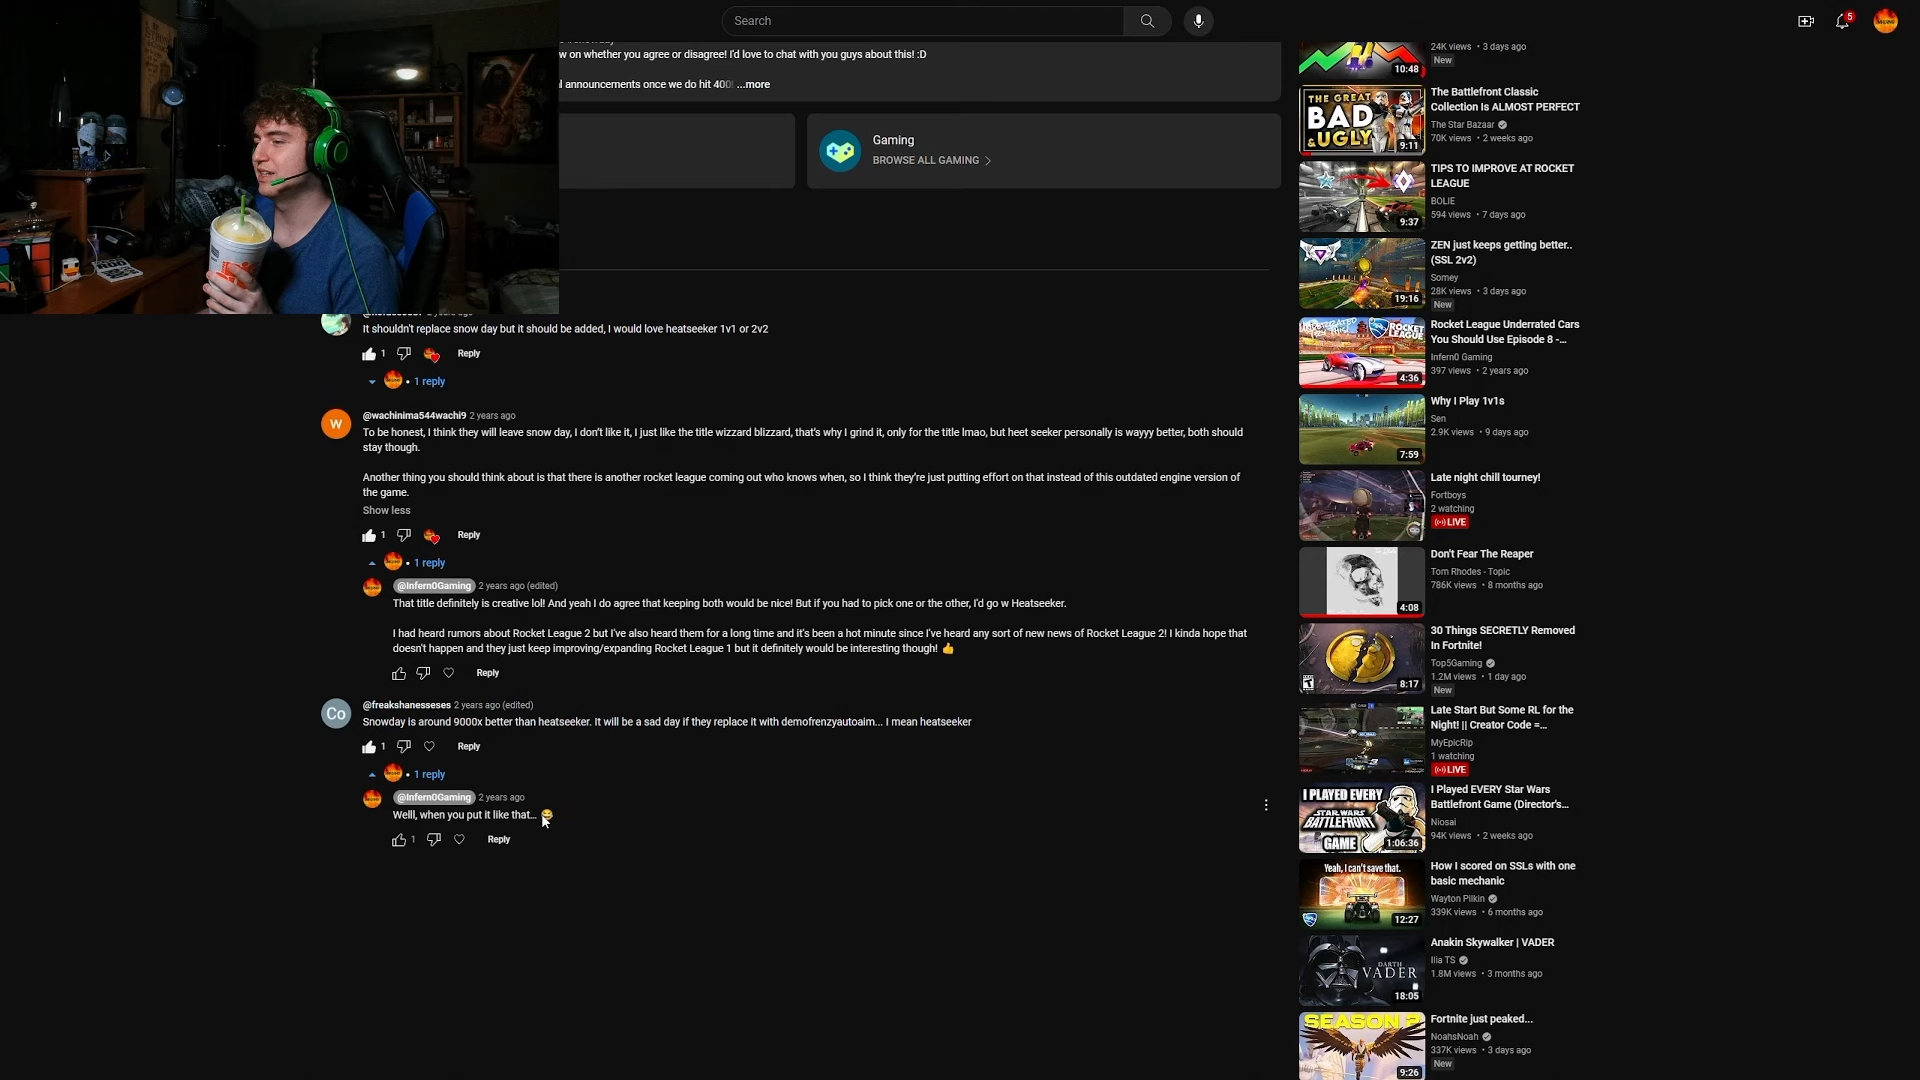 Search
5
w on whether you agree or disagree! I'd love to chat with you guys about this! :D
l announcements once we do hit 400! ...more
Gaming
BROWSE ALL GAMING
It shouldn't replace snow day but it should be added, I would love heatseeker 1v1 or 2v2
1
Reply
1 reply
W
@wachinima544wachi9 2 years ago
To be honest, I think they will leave snow day, I don't like it, I just like the title wizzard blizzard, that's why I grind it, only for the title lmao, but heet seeker personally is wayyy better, both should
stay though.
Another thing you should think about is that there is another rocket league coming out who knows when, so I think they're just putting effort on that instead of this outdated engine version of
the game.
Show less
1
Reply
1 reply
@Infern0Gaming 2 years ago (edited)
That title definitely is creative lol! And yeah I do agree that keeping both would be nice! But if you had to pick one or the other, I'd go w Heatseeker.
I had heard rumors about Rocket League 2 but I've also heard them for a long time and it's been a hot minute since I've heard any sort of new news of Rocket League 2! I kinda hope that
doesn't happen and they just keep improving/expanding Rocket League 1 but it definitely would be interesting though! 👍
Reply
Co
@freakshanesseses 2 years ago (edited)
Snowday is around 9000x better than heatseeker. It will be a sad day if they replace it with demofrenzyautoaim... I mean heatseeker
1
Reply
1 reply
@Infern0Gaming 2 years ago
Welll, when you put it like that...
1
Reply
10:48
24K views • 3 days ago
New
THE GREAT
BAD
& UGLY
9:11
The Battlefront Classic
Collection Is ALMOST PERFECT
The Star Bazaar
70K views • 2 weeks ago
9:37
TIPS TO IMPROVE AT ROCKET
LEAGUE
BOLIE
594 views • 7 days ago
19:16
ZEN just keeps getting better..
(SSL 2v2)
Somey
28K views • 3 days ago
New
ROCKET
LEAGUE
4:36
Rocket League Underrated Cars
You Should Use Episode 8 -...
Infern0 Gaming
397 views • 2 years ago
7:59
Why I Play 1v1s
Sen
2.9K views • 9 days ago
Late night chill tourney!
Fortboys
2 watching
LIVE
4:08
Don't Fear The Reaper
Tom Rhodes - Topic
786K views • 8 months ago
8:17
30 Things SECRETLY Removed
In Fortnite!
Top5Gaming
1.2M views • 1 day ago
New
Late Start But Some RL for the
Night! || Creator Code =...
MyEpicRip
1 watching
LIVE
I PLAYED EVERY
STAR WARS
BATTLEFRONT
GAME
1:06:36
I Played EVERY Star Wars
Battlefront Game (Director's...
Niosai
94K views • 2 weeks ago
Yeah, I can't save that.
12:27
How I scored on SSLs with one
basic mechanic
Wayton Pilkin
339K views • 6 months ago
DARTH
VADER
18:05
Anakin Skywalker | VADER
Ilia TS
1.8M views • 3 months ago
SEASON 2
9:26
Fortnite just peaked...
NoahsNoah
337K views • 3 days ago
New